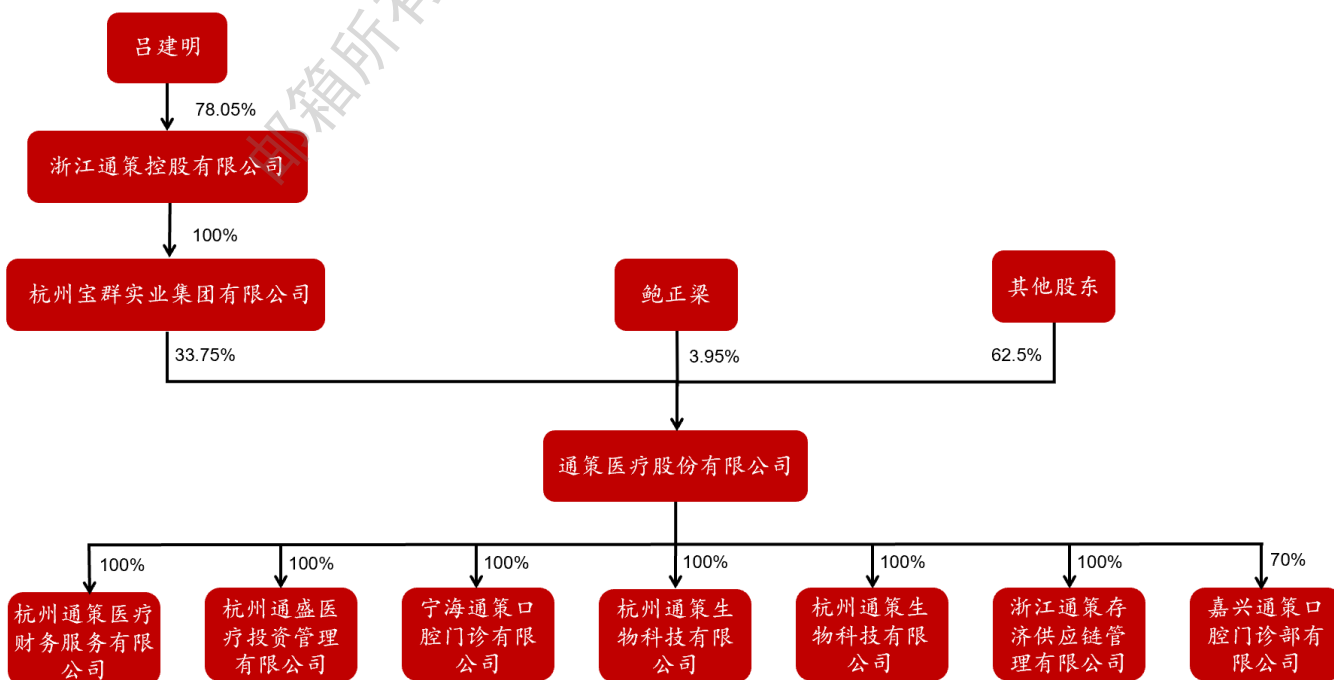 邮箱所有
吕建明
78.05%
浙江通策控股有限公司
100%
杭州宝群实业集团有限公司
鲍正梁
其他股东
33.75%
3.95%
62.5%
通策医疗股份有限公司
100%
100%
100%
100%
100%
100%
70%
杭州通策医疗
财务服务有限
公司
杭州通盛医
疗投资管理
有限公司
宁海通策口
腔门诊有限
公司
杭州通策生
物科技有限
公司
杭州通策生
物科技有限
公司
浙江通策存
济供应链管
理有限公司
嘉兴通策口
腔门诊部有
限公司